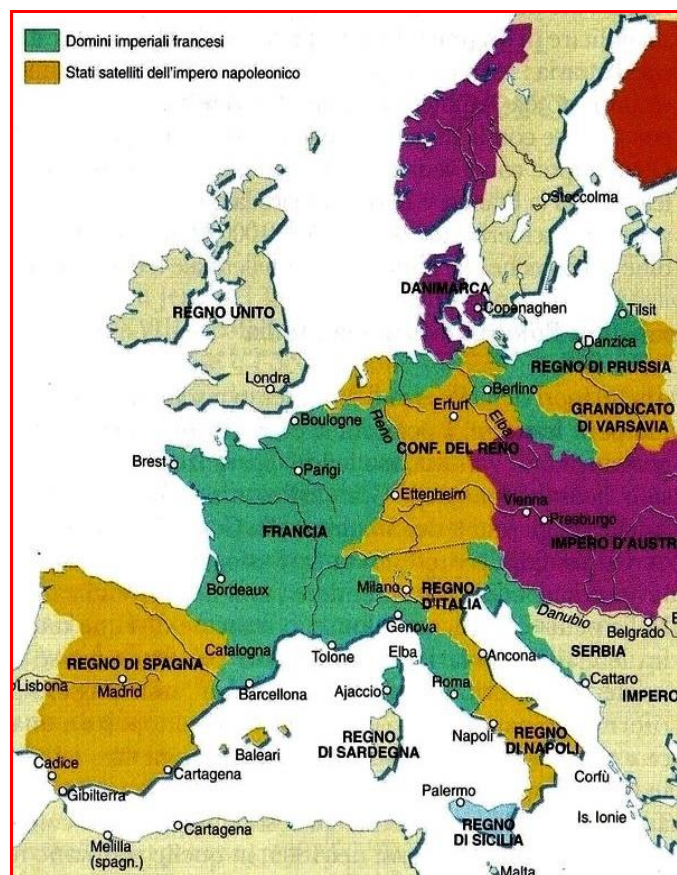 Domini imperiali francesi
Stati satelliti dell'impero napoleonico
Stoccolma
DANIMARCA
REGNO UNITO
Copenaghen
Tilsit
Danzica
REGNO DI PRUSSIA
Londra
Berlino
GRANDUCATO
DI VARSAVIA
Boulogne
Reno
Erfurt
Elba
CONF. DEL RENO
Brest
Parigi
Ettenheim
Vienna
Presburgo
FRANCIA
IMPERO D'AUSTR
Bordeaux
Milano
REGNO
D'ITALIA
Genova
Danubio
Belgrado
Catalogna
Tolone
Elba
SERBIA
REGNO DI SPAGNA
Ancona
Lisbona
Madrid
Barcellona
Ajaccio
Roma
Cattaro
IMPERO
REGNO
DI SARDEGNA
Napoli
REGNO
DI NAPOLI
Baleari
Cadice
Cartagena
Corfù
Gibilterra
Palermo
Is. Ionie
Cartagena
REGNO
DI SICILIA
Melilla
(spagn.)
Malta